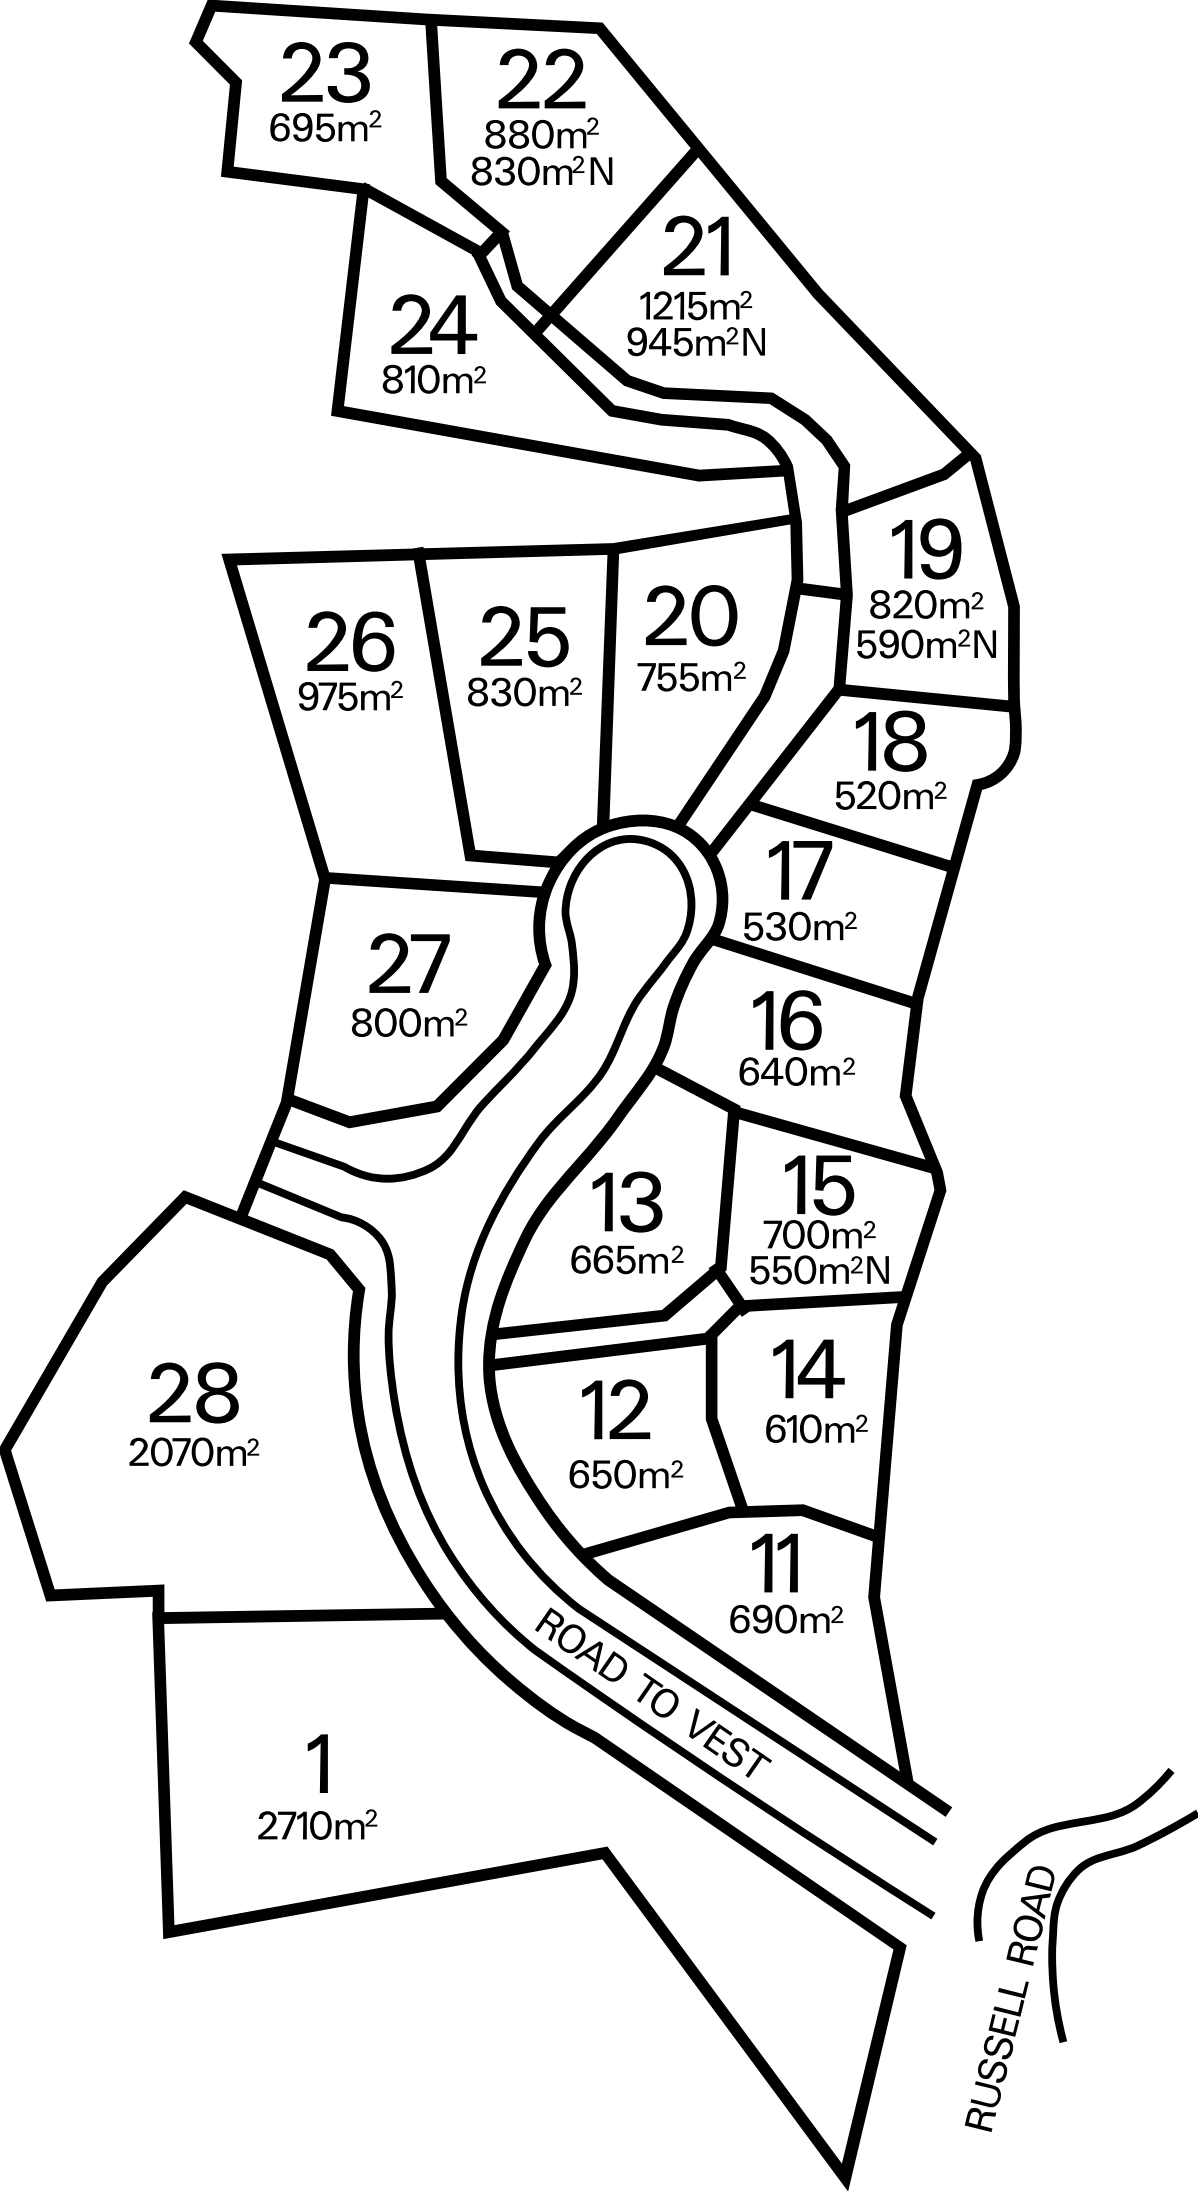 23
695m²
22
880m²
830m²N
21
1215m²
945m²N
24
810m²
19
820m²
590m²N
20
755m²
25
830m²
26
975m²
18
520m²
17
530m²
27
800m²
16
640m²
15
700m²
550m²N
13
665m²
14
610m²
12
650m²
28
2070m²
11
690m²
ROAD TO VEST
1
2710m²
RUSSELL ROAD